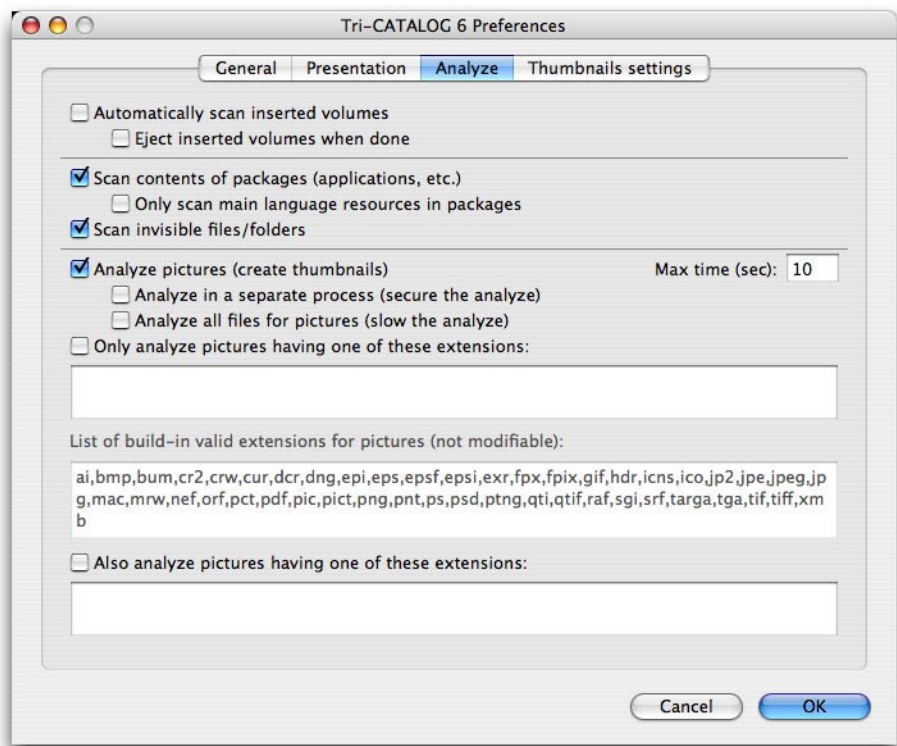 Tri-CATALOG 6 Preferences
General Presentation Analyze Thumbnails settings
Automatically scan inserted volumes
Eject inserted volumes when done
Scan contents of packages (applications, etc.)
Only scan main language resources in packages
Scan invisible files/folders
Analyze pictures (create thumbnails) Max time (sec): 10
Analyze in a separate process (secure the analyze)
Analyze all files for pictures (slow the analyze)
Only analyze pictures having one of these extensions:
List of build-in valid extensions for pictures (not modifiable):
ai,bmp,bum,cr2,crw,cur,dcr,dng,epi,eps,epsf,epsi,exr,fpx,fpix,gif,hdr,icns,ico,jp2,jpe,jpeg,jp
g,mac,mrw,nef,orf,pct,pdf,pic,pict,png,pnt,ps,psd,ptng,qti,qtif,raf,sgi,srf,targa,tga,tif,tiff,xm
b
Also analyze pictures having one of these extensions:
Cancel OK